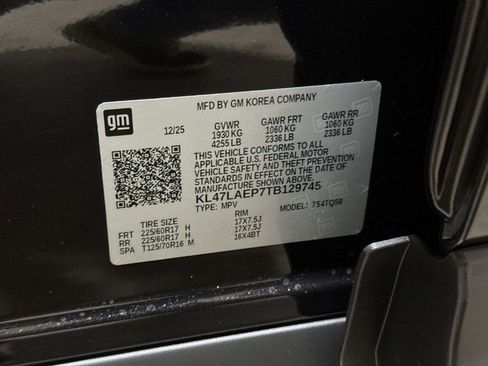 gm
MFD BY GM KOREA COMPANY
12/25 GVWR GAWR FRT GAWR RR
1930 KG 1060 KG 1060 KG
4255 LB 2336 LB 2336 LB
THIS VEHICLE CONFORMS TO ALL
APPLICABLE U.S. FEDERAL MOTOR
VEHICLE SAFETY AND THEFT PREVENTION
STANDARDS IN EFFECT ON THE DATE OF
MANUFACTURE SHOWN ABOVE.
KL47LAEP7TB129745
TYPE: MPV MODEL: 754TQ58
TIRE SIZE RIM
FRT 225/60R17 H 17X7.5J
RR 225/60R17 H 17X7.5J
SPA T125/70R16 M 16X4BT